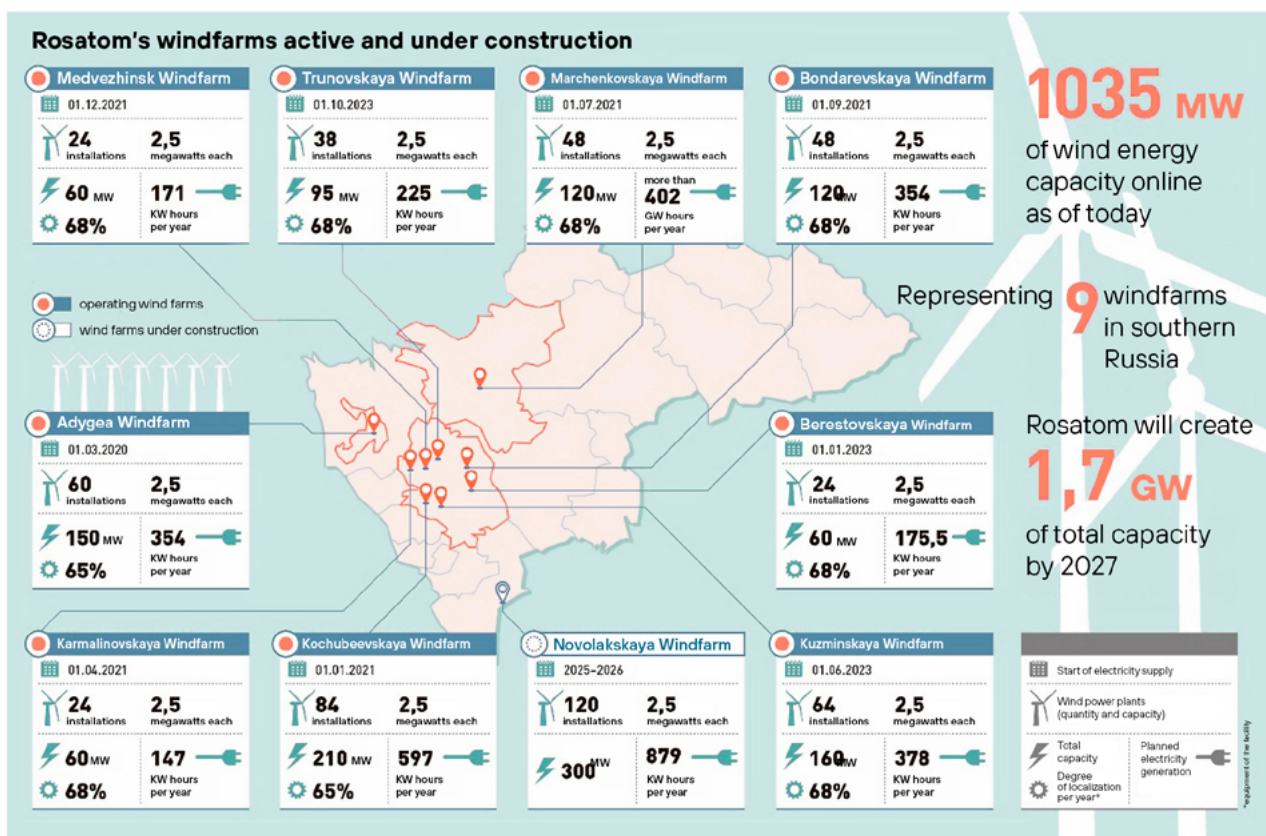 Rosatom's windfarms active and under construction
Medvezhinsk Windfarm
01.12.2021
24 2,5
installations megawatts each
60 MW 171
KW hours
68% per year
Trunovskaya Windfarm
01.10.2023
38 2,5
installations megawatts each
95 MW 225
KW hours
68% per year
Marchenkovskaya Windfarm
01.07.2021
48 2,5
installations megawatts each
more than
120 MW 402
GW hours
68% per year
Bondarevskaya Windfarm
01.09.2021
48 2,5
installations megawatts each
120 MW 354
KW hours
68% per year
1035 MW
of wind energy
capacity online
as of today
Representing 9 windfarms
in southern
Russia
operating wind farms
wind farms under construction
Adygea Windfarm
01.03.2020
60 2,5
installations megawatts each
150 MW 354
KW hours
65% per year
Berestovskaya Windfarm
01.01.2023
24 2,5
installations megawatts each
60 MW 175,5
KW hours
68% per year
Rosatom will create
1,7 GW
of total capacity
by 2027
Karmalinovskaya Windfarm
01.04.2021
24 2,5
installations megawatts each
60 MW 147
KW hours
68% per year
Kochubeevskaya Windfarm
01.01.2021
84 2,5
installations megawatts each
210 MW 597
KW hours
65% per year
Novolakskaya Windfarm
2025-2026
120 2,5
installations megawatts each
300 MW 879
KW hours
per year
Kuzminskaya Windfarm
01.06.2023
64 2,5
installations megawatts each
160 MW 378
KW hours
68% per year
Start of electricity supply
Wind power plants
(quantity and capacity)
Total
capacity
Degree
of localization
per year*
Planned
electricity
generation
*equipment of the facility